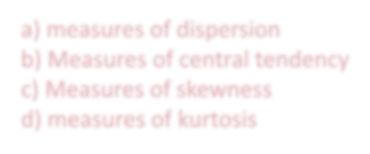 a) measures of dispersion
b) Measures of central tendency
c) Measures of skewness
d) measures of kurtosis